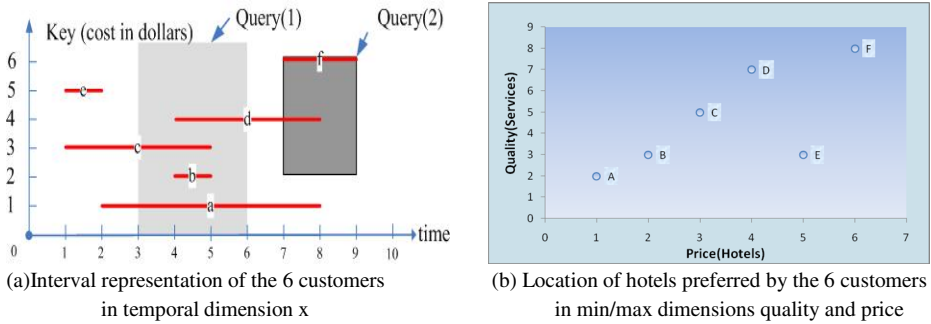 Key (cost in dollars)
Query(1)
Query(2)
6
5
4
3
2
1
0
e
c
b
a
d
f
1 2 3 4 5 6 7 8 9 10
time
(a)Interval representation of the 6 customers
in temporal dimension x
Quality(Services)
9
8
7
6
5
4
3
2
1
0
A
B
C
D
E
F
0 1 2 3 4 5 6 7
Price(Hotels)
(b) Location of hotels preferred by the 6 customers
in min/max dimensions quality and price